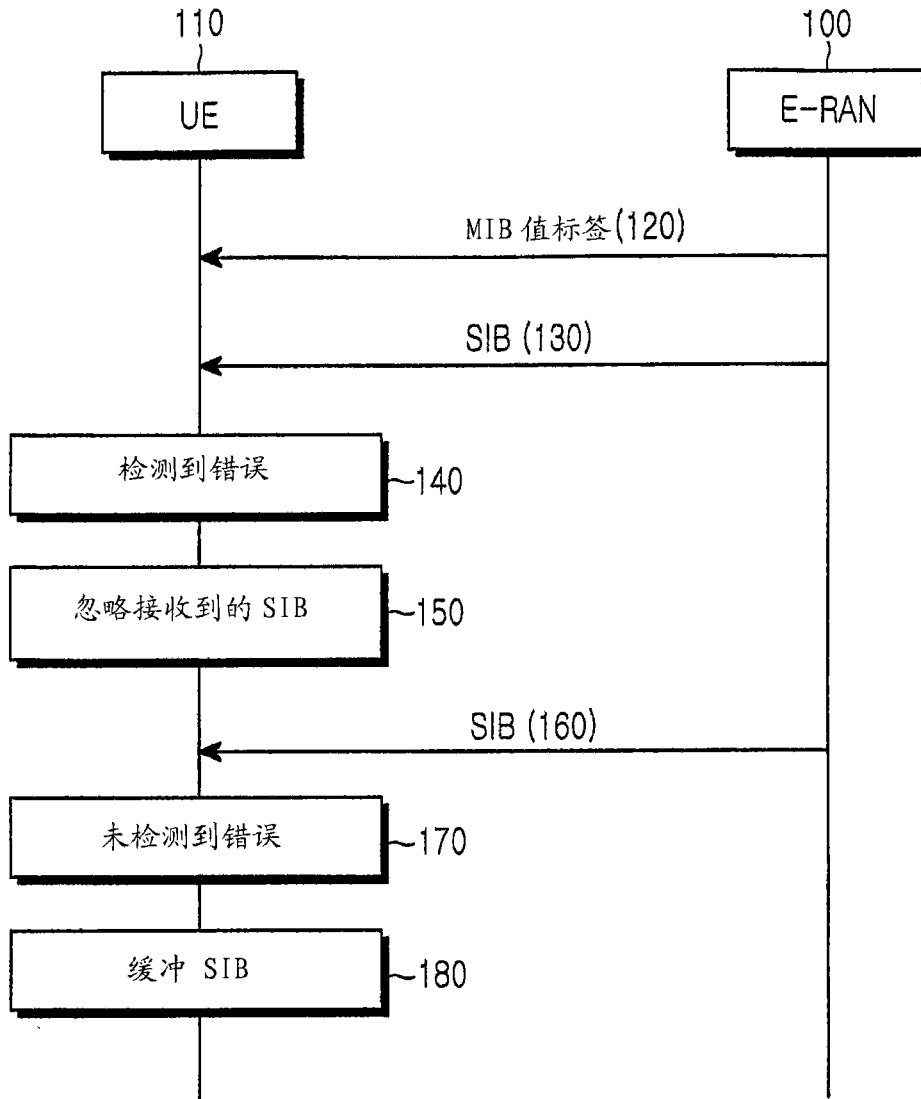 110
100
UE
E-RAN
MIB 值标签(120)
SIB (130)
检测到错误
140
忽略接收到的 SIB
150
SIB (160)
未检测到错误
170
缓冲 SIB
180